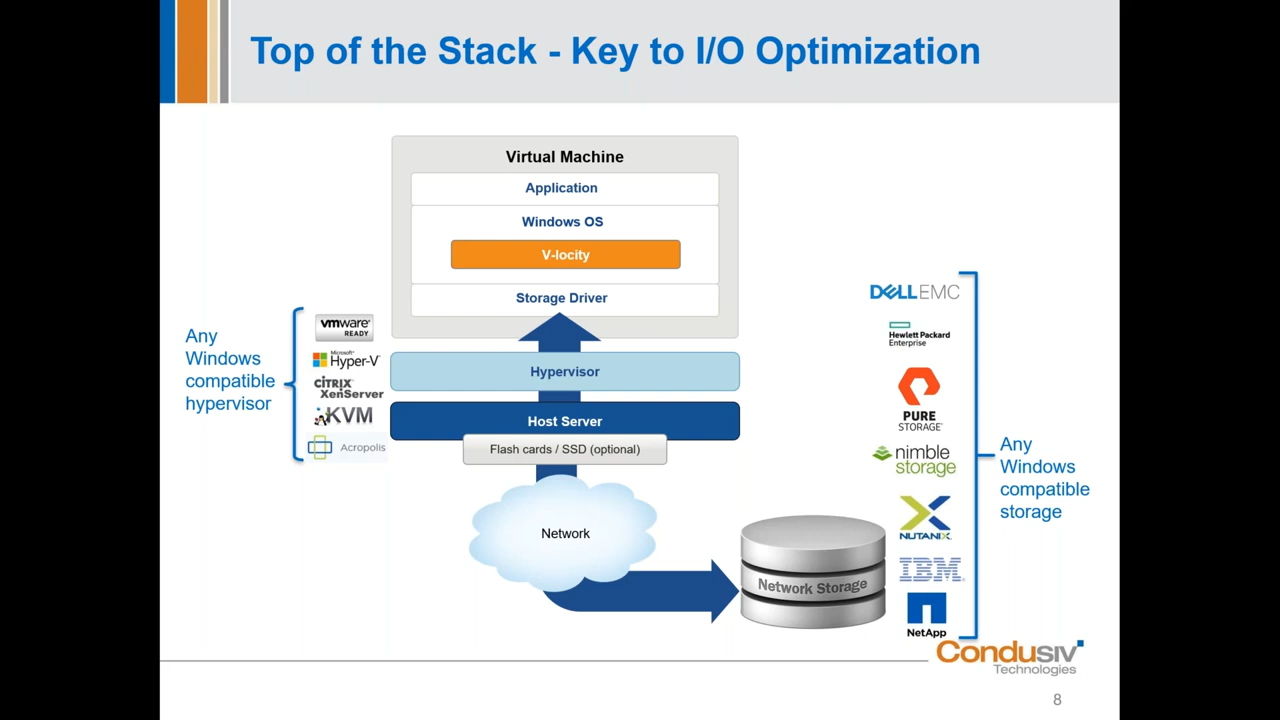 Top of the Stack - Key to I/O Optimization
Virtual Machine
Application
Windows OS
V-locity
Storage Driver
Hypervisor
Host Server
Flash cards / SSD (optional)
Network
Network Storage
Any
Windows
compatible
hypervisor
vmware
READY
Microsoft
Hyper-V
CITRIX
XenServer
KVM
Acropolis
DELLEMC
Hewlett Packard
Enterprise
PURE
STORAGE
nimble
storage
NUTANIX
IBM
NetApp
Any
Windows
compatible
storage
Condusiv
Technologies
8